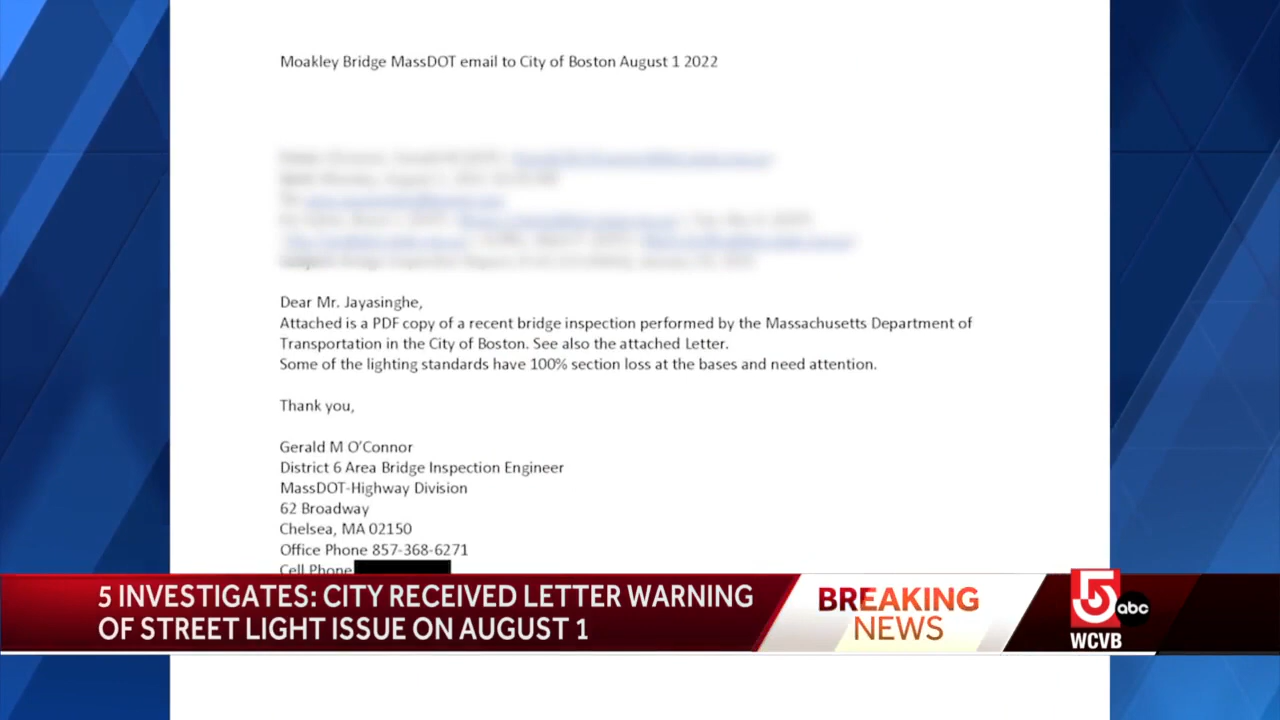 Moakley Bridge MassDOT email to City of Boston August 1 2022
Dear Mr. Jayasinghe,
Attached is a PDF copy of a recent bridge inspection performed by the Massachusetts Department of
Transportation in the City of Boston. See also the attached Letter.
Some of the lighting standards have 100% section loss at the bases and need attention.
Thank you,
Gerald M O'Connor
District 6 Area Bridge Inspection Engineer
MassDOT-Highway Division
62 Broadway
Chelsea, MA 02150
Office Phone 857-368-6271
Cell Phone
5 INVESTIGATES: CITY RECEIVED LETTER WARNING
OF STREET LIGHT ISSUE ON AUGUST 1
BREAKING
NEWS
5
abc
WCVB